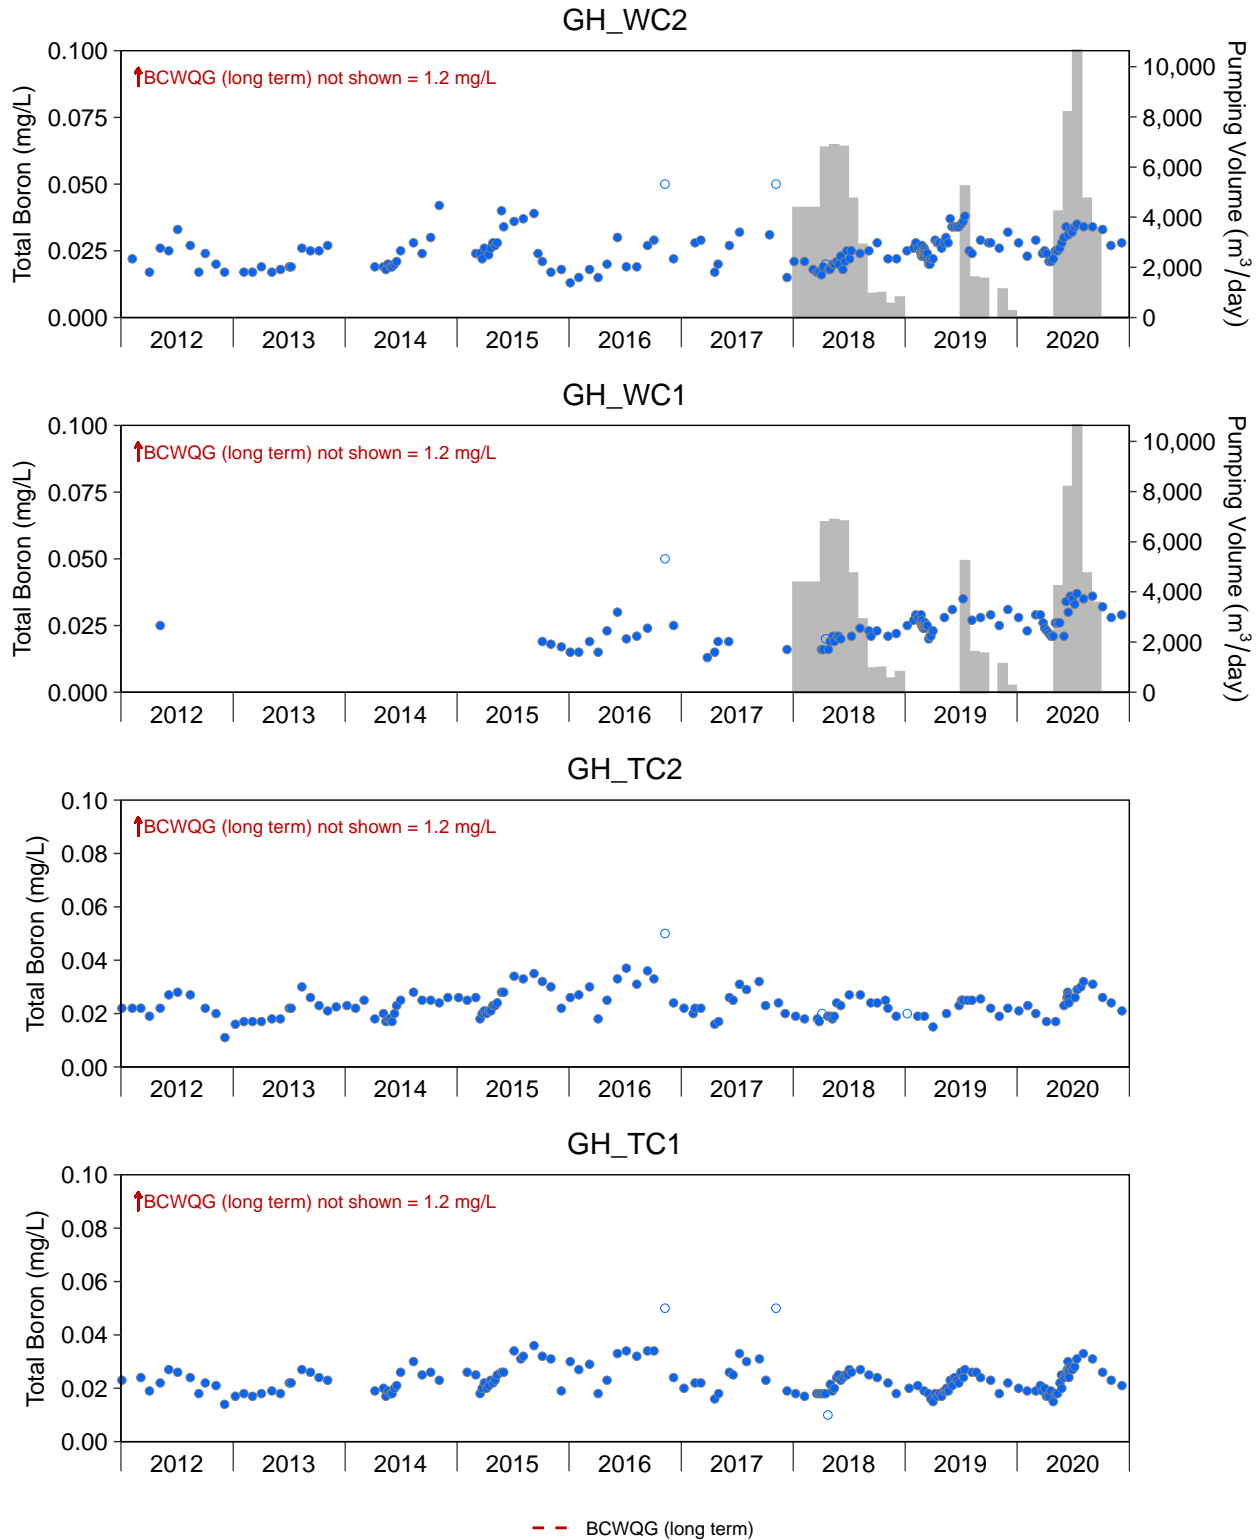 GH_WC2
Total Boron (mg/L)
0.100
0.075
0.050
0.025
0.000
BCWQG (long term) not shown = 1.2 mg/L
10,000
8,000
6,000
4,000
2,000
0
Pumping Volume (m³/day)
2012 2013 2014 2015 2016 2017 2018 2019 2020
GH_WC1
Total Boron (mg/L)
0.100
0.075
0.050
0.025
0.000
BCWQG (long term) not shown = 1.2 mg/L
10,000
8,000
6,000
4,000
2,000
0
Pumping Volume (m³/day)
2012 2013 2014 2015 2016 2017 2018 2019 2020
GH_TC2
Total Boron (mg/L)
0.10
0.08
0.06
0.04
0.02
0.00
BCWQG (long term) not shown = 1.2 mg/L
2012 2013 2014 2015 2016 2017 2018 2019 2020
GH_TC1
Total Boron (mg/L)
0.10
0.08
0.06
0.04
0.02
0.00
BCWQG (long term) not shown = 1.2 mg/L
2012 2013 2014 2015 2016 2017 2018 2019 2020
BCWQG (long term)